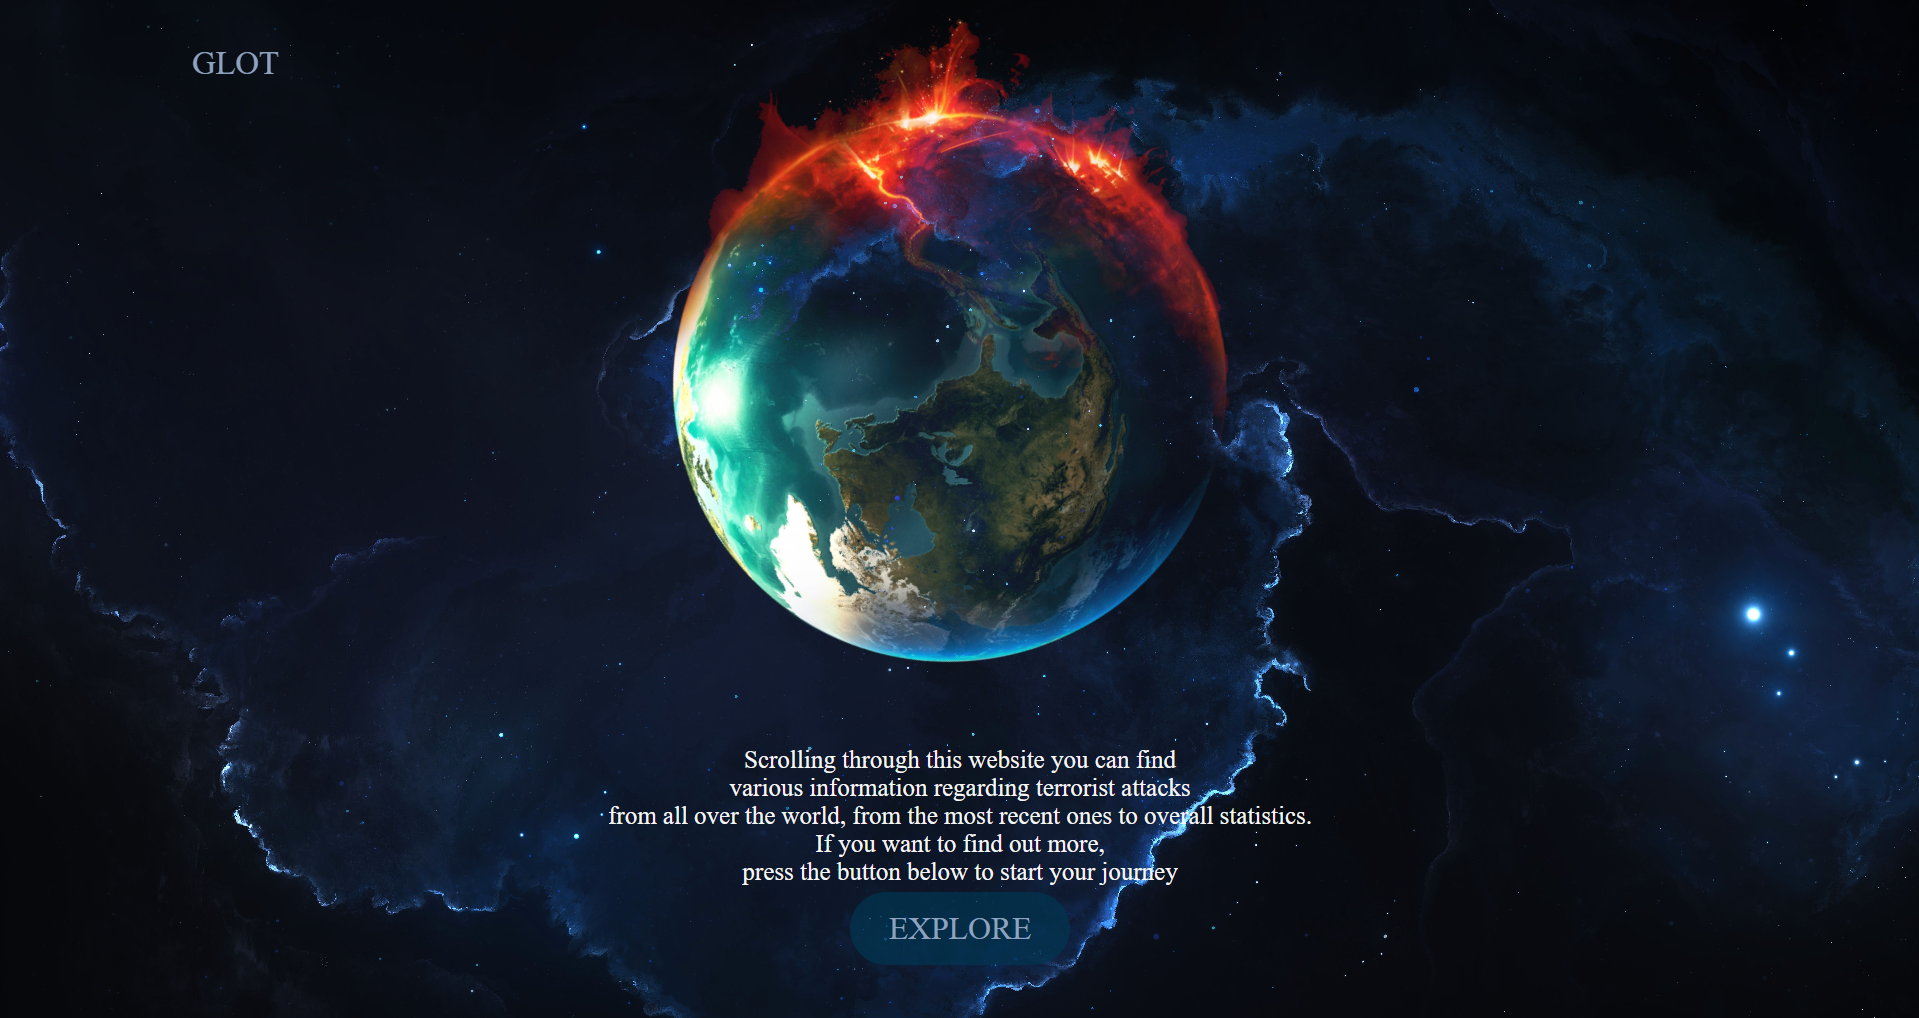 GLOT
Scrolling through this website you can find
various information regarding terrorist attacks
from all over the world, from the most recent ones to overall statistics.
If you want to find out more,
press the button below to start your journey
EXPLORE